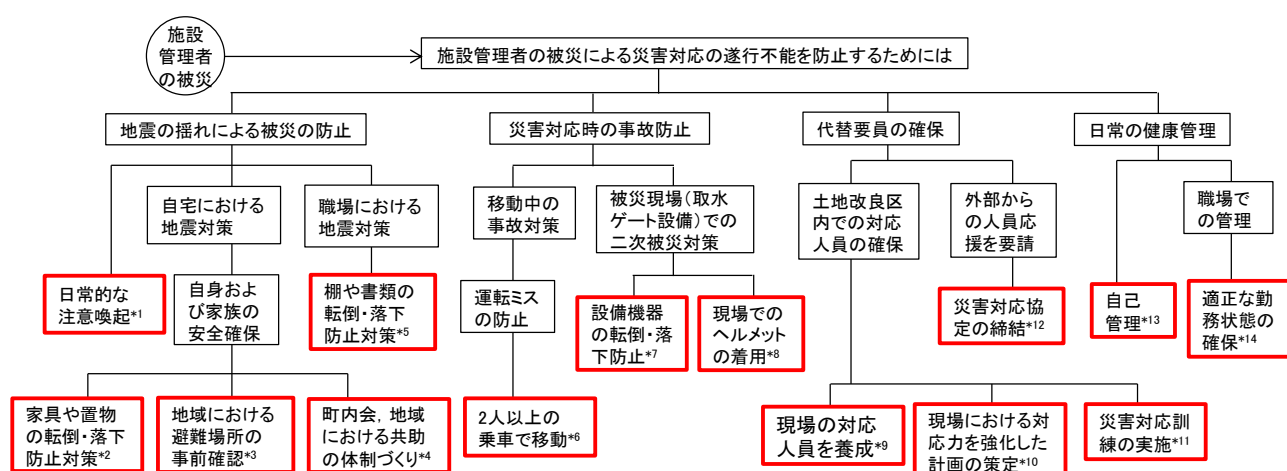 施設
管理者
の被災
施設管理者の被災による災害対応の遂行不能を防止するためには
地震の揺れによる被災の防止
災害対応時の事故防止
代替要員の確保
日常の健康管理
自宅における
地震対策
職場における
地震対策
移動中の
事故対策
被災現場（取水
ゲート設備）での
二次被災対策
土地改良区
内での対応
人員の確保
外部から
の人員応
援を要請
職場で
の管理
日常的な
注意喚起*1
自身およ
び家族の
安全確保
棚や書類の
転倒・落下
防止対策*5
運転ミス
の防止
設備機器
の転倒・落
下防止*7
現場での
ヘルメット
の着用*8
災害対応協
定の締結*12
自己
管理*13
適正な勤
務状態の
確保*14
家具や置物
の転倒・落下
防止対策*2
地域における
避難場所の
事前確認*3
町内会，地域
における共助
の体制づくり*4
2人以上の
乗車で移動*6
現場の対応
人員を養成*9
現場における対
応力を強化した
計画の策定*10
災害対応訓
練の実施*11